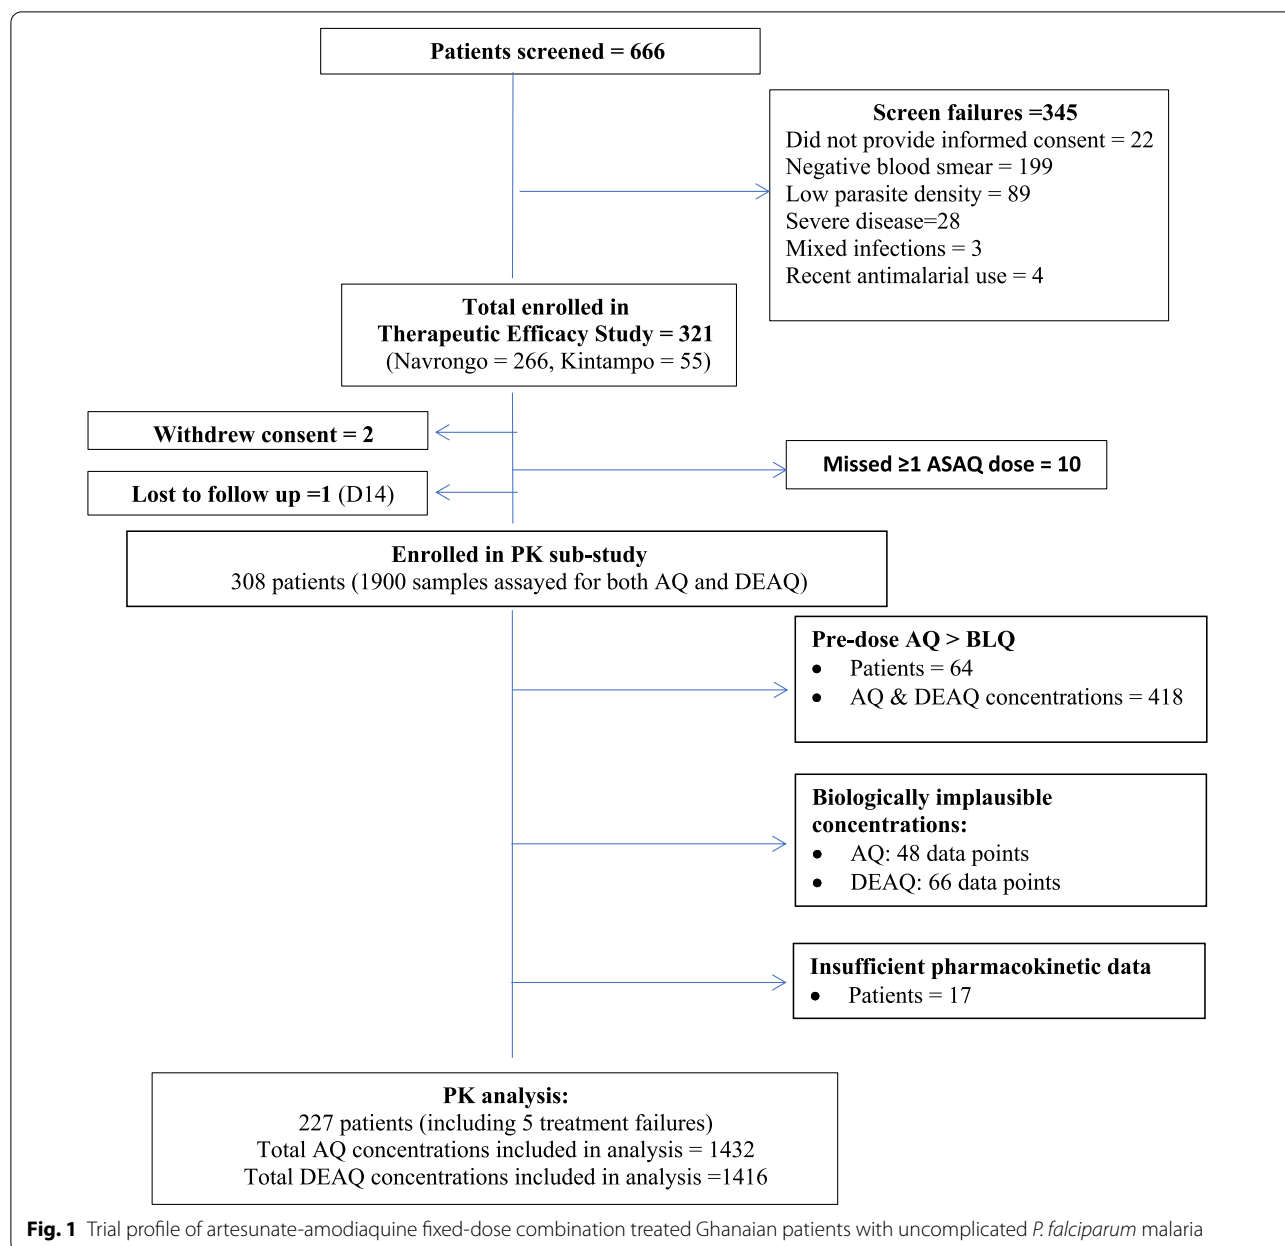 Patients screened = 666
Screen failures =345
Did not provide informed consent = 22
Negative blood smear = 199
Low parasite density = 89
Severe disease=28
Mixed infections = 3
Recent antimalarial use = 4
Total enrolled in
Therapeutic Efficacy Study = 321
(Navrongo = 266, Kintampo = 55)
Withdrew consent = 2
Missed ≥1 ASAQ dose = 10
Lost to follow up =1 (D14)
Enrolled in PK sub-study
308 patients (1900 samples assayed for both AQ and DEAQ)
Pre-dose AQ > BLQ
• Patients = 64
• AQ & DEAQ concentrations = 418
Biologically implausible
concentrations:
• AQ: 48 data points
• DEAQ: 66 data points
Insufficient pharmacokinetic data
• Patients = 17
PK analysis:
227 patients (including 5 treatment failures)
Total AQ concentrations included in analysis = 1432
Total DEAQ concentrations included in analysis =1416
Fig. 1 Trial profile of artesunate-amodiaquine fixed-dose combination treated Ghanaian patients with uncomplicated P. falciparum malaria